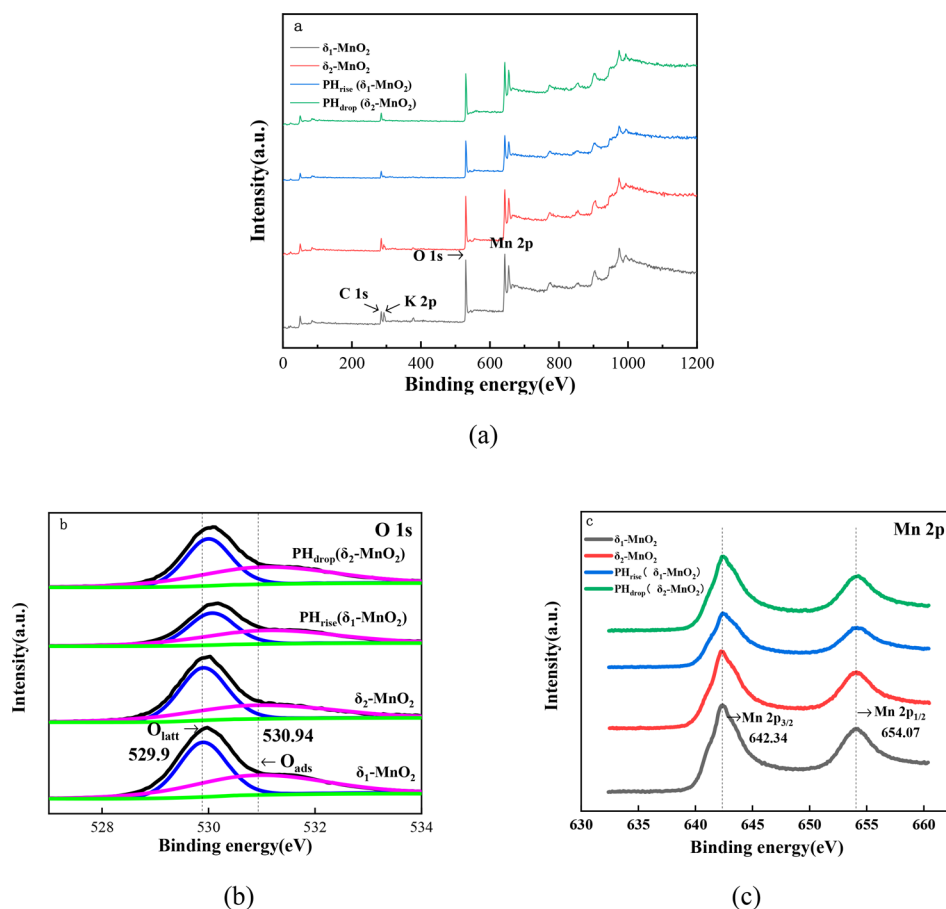 a
δ₁-MnO₂
δ₂-MnO₂
PHrise (δ₁-MnO₂)
PHdrop (δ₂-MnO₂)
Intensity(a.u.)
Mn 2p
O 1s →
C 1s
K 2p
0 200 400 600 800 1000 1200
Binding energy(eV)
(a)
b
O 1s
PHdrop(δ₂-MnO₂)
PHrise(δ₁-MnO₂)
δ₂-MnO₂
Olatt →
529.9
530.94
← Oads
δ₁-MnO₂
Intensity(a.u.)
528 530 532 534
Binding energy(eV)
(b)
c
Mn 2p
δ₁-MnO₂
δ₂-MnO₂
PHrise( δ₁-MnO₂)
PHdrop( δ₂-MnO₂)
Intensity(a.u.)
→ Mn 2p₃/₂
642.34
→ Mn 2p₁/₂
654.07
630 635 640 645 650 655 660
Binding energy(eV)
(c)